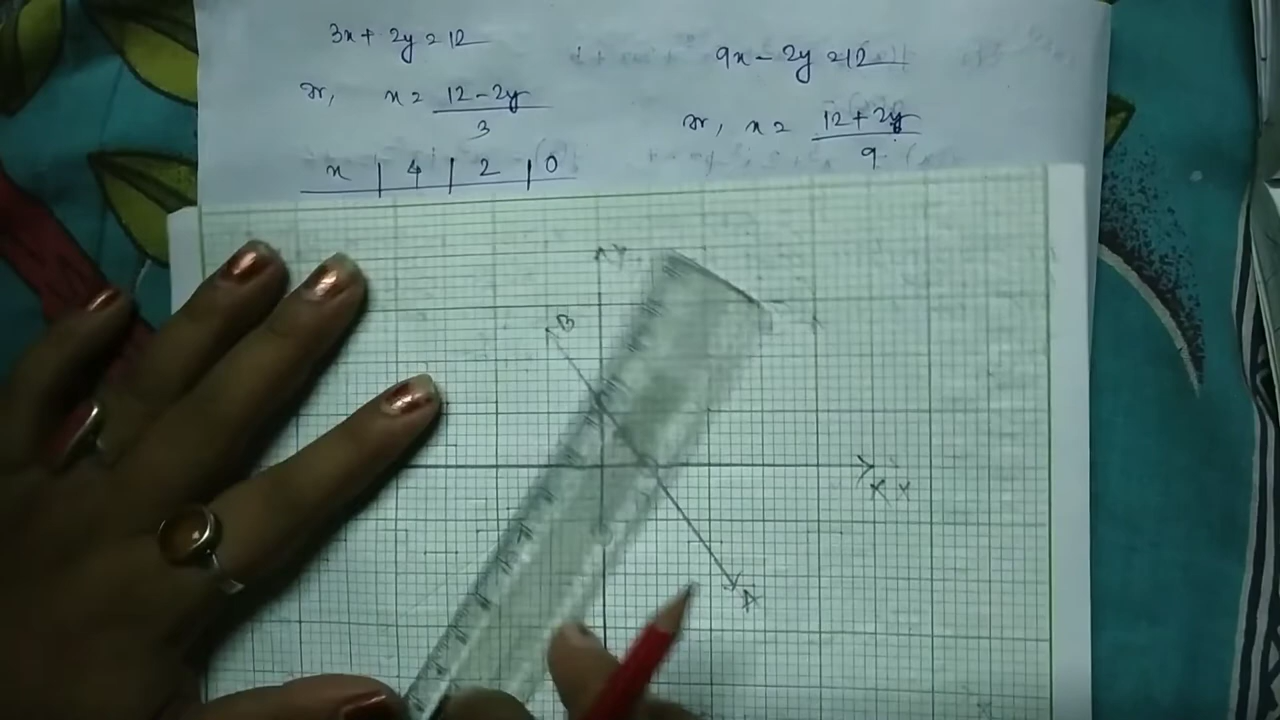 3x + 2y = 12
or, x = 12 - 2y / 3
x | 4 | 2 | 0
9x - 2y = 12
or, x = 12 + 2y / 9
Y
B
X X
A